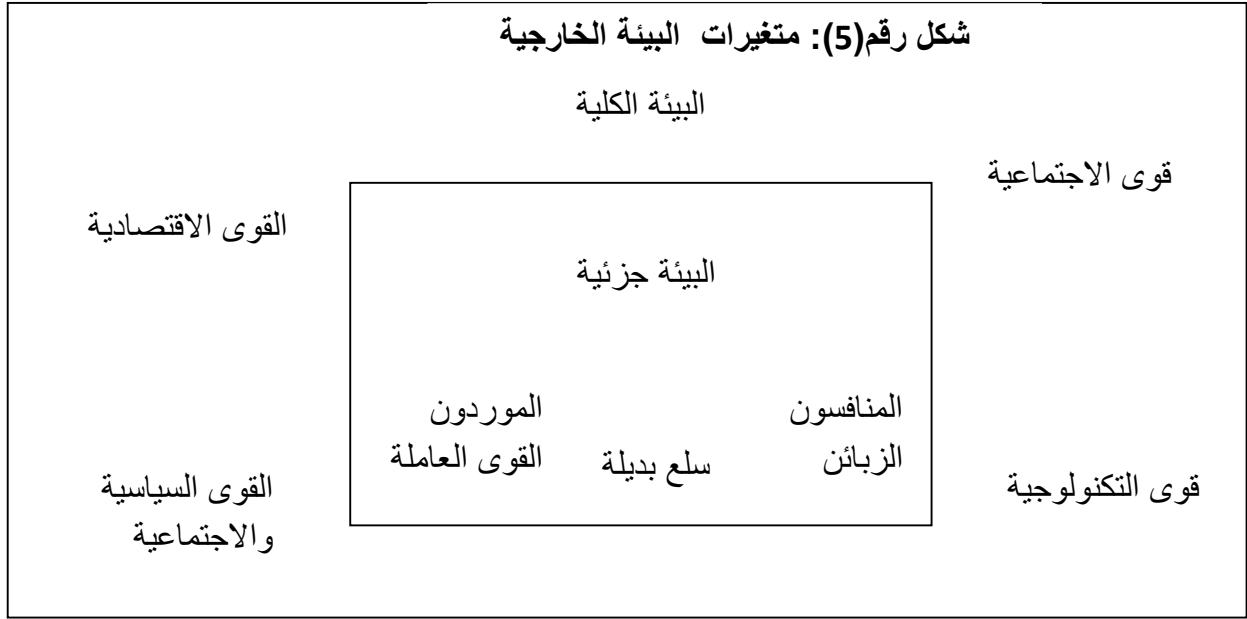 شكل رقم(5): متغيرات البيئة الخارجية
البيئة الكلية
قوى الاجتماعية
القوى الاقتصادية
البيئة جزئية
المنافسون
الزبائن
سلع بديلة
الموردون
القوى العاملة
قوى التكنولوجية
القوى السياسية
والاجتماعية